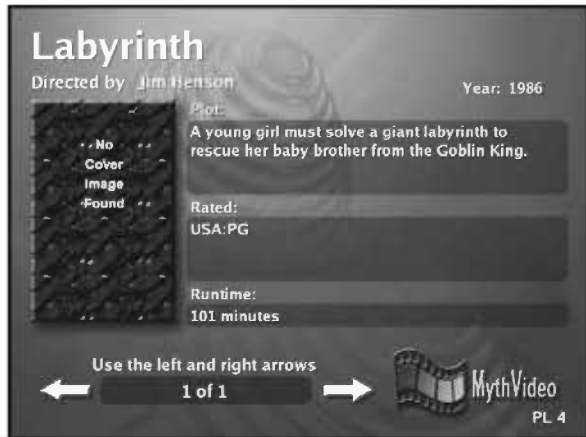 Labyrinth
Directed by Jim Henson
Year: 1986
No
Cover
Image
Found
Plot:
A young girl must solve a giant labyrinth to
rescue her baby brother from the Goblin King.
Rated:
USA:PG
Runtime:
101 minutes
Use the left and right arrows
1 of 1
MythVideo
PL 4